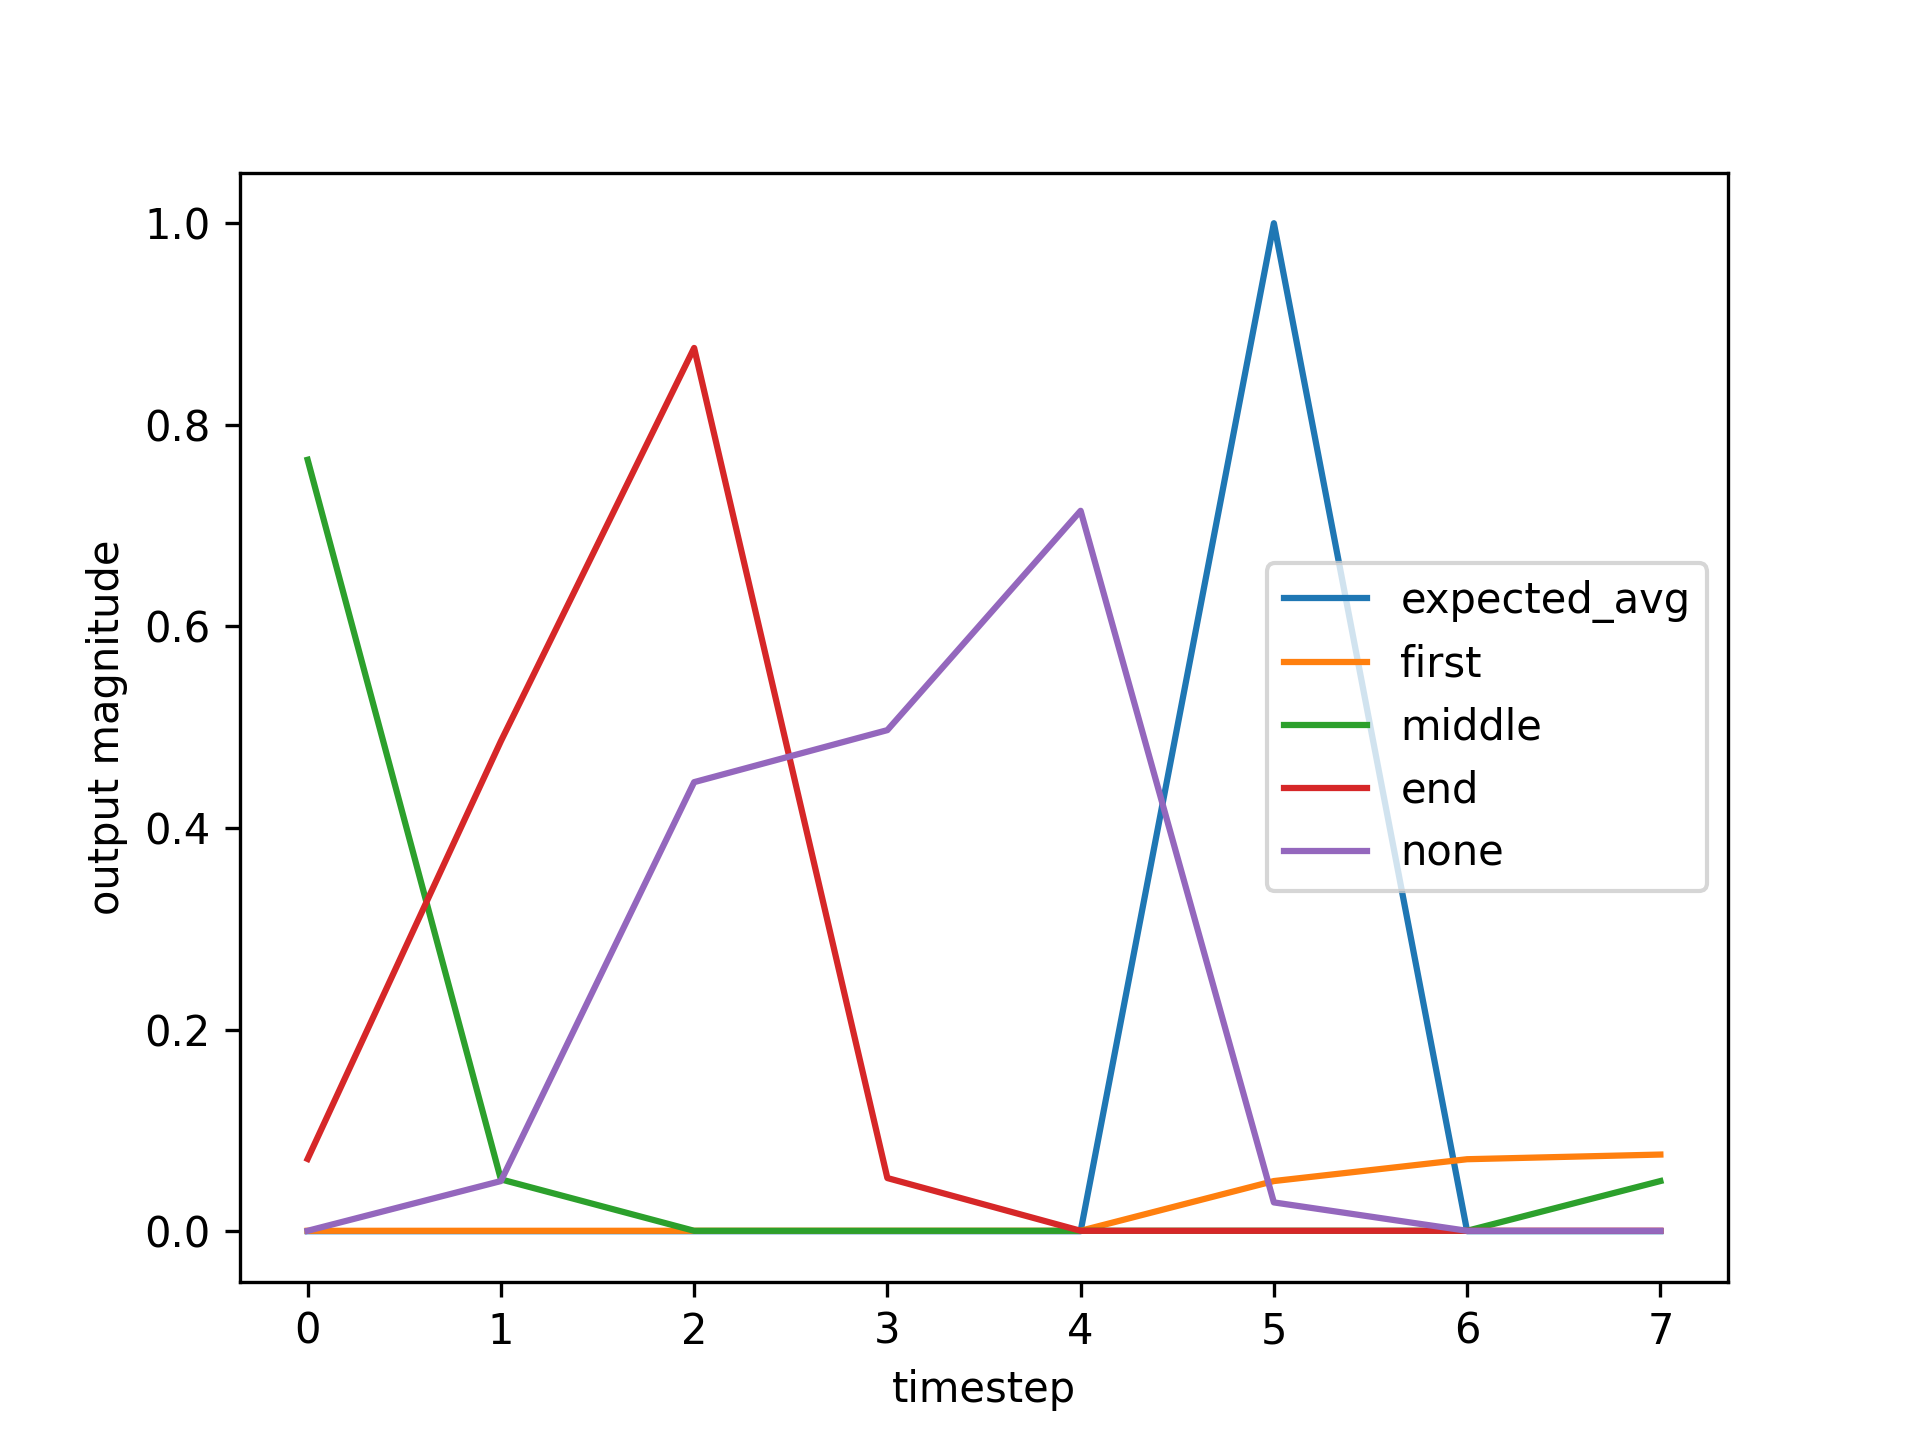 1.0
0.8
0.6
0.4
0.2
0.0
output magnitude
expected_avg
first
middle
end
none
0 1 2 3 4 5 6 7
timestep